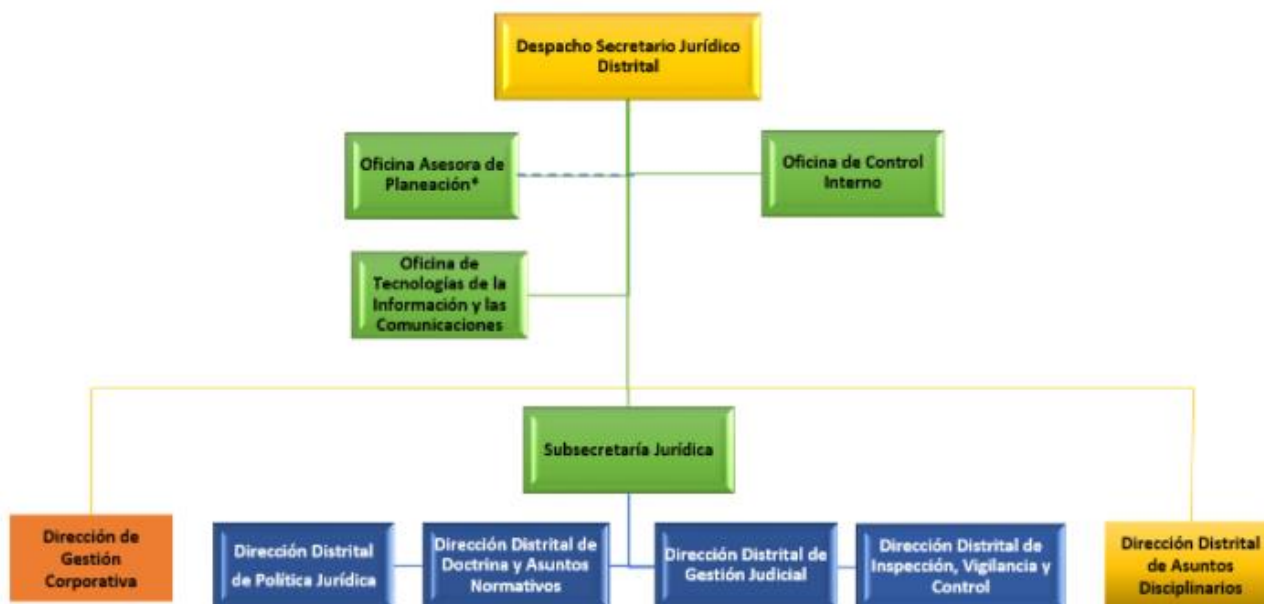 Despacho Secretario Jurídico
Distrital
Oficina Asesora de
Planeación*
Oficina de Control
Interno
Oficina de
Tecnologías de la
Información y las
Comunicaciones
Subsecretaría Jurídica
Dirección de
Gestión
Corporativa
Dirección Distrital
de Política Jurídica
Dirección Distrital de
Doctrina y Asuntos
Normativos
Dirección Distrital de
Gestión Judicial
Dirección Distrital de
Inspección, Vigilancia y
Control
Dirección Distrital
de Asuntos
Disciplinarios